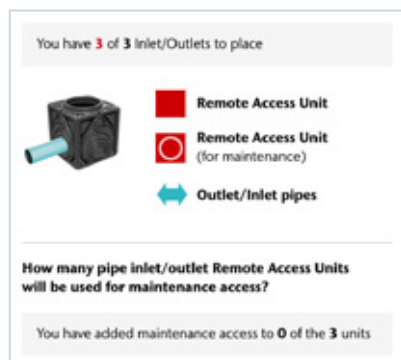 You have 3 of 3 Inlet/Outlets to place
Remote Access Unit
Remote Access Unit
(for maintenance)
Outlet/Inlet pipes
How many pipe inlet/outlet Remote Access Units
will be used for maintenance access?
You have added maintenance access to 0 of the 3 units